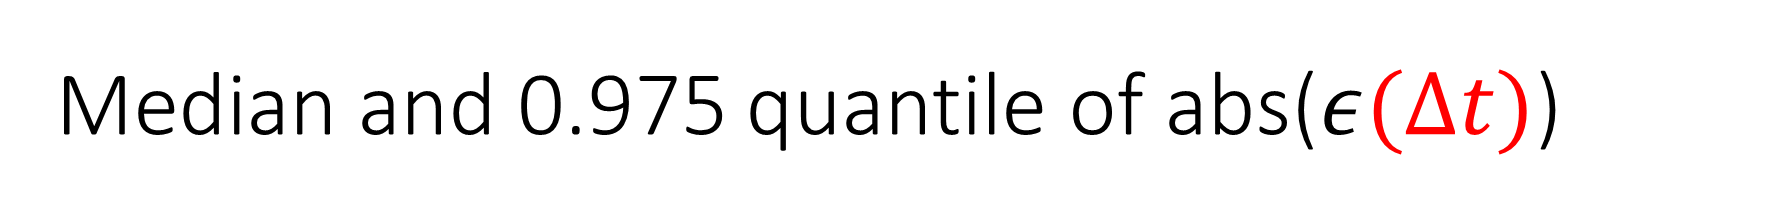 Median and 0.975 quantile of abs(ϵ(Δt))